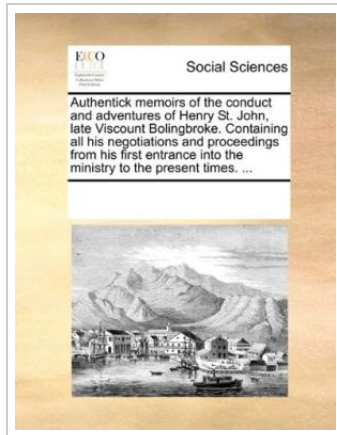 ECCO
Social Sciences
Authentick memoirs of the conduct
and adventures of Henry St. John,
late Viscount Bolingbroke. Containing
all his negotiations and proceedings
from his first entrance into the
ministry to the present times. ...